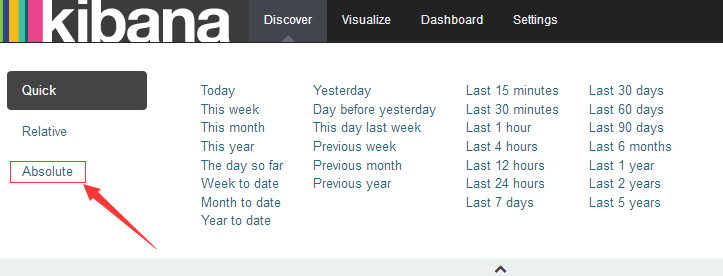 kibana Discover Visualize Dashboard Settings
Quick
Relative
Absolute
Today
This week
This month
This year
The day so far
Week to date
Month to date
Year to date
Yesterday
Day before yesterday
This day last week
Previous week
Previous month
Previous year
Last 15 minutes
Last 30 minutes
Last 1 hour
Last 4 hours
Last 12 hours
Last 24 hours
Last 7 days
Last 30 days
Last 60 days
Last 90 days
Last 6 months
Last 1 year
Last 2 years
Last 5 years